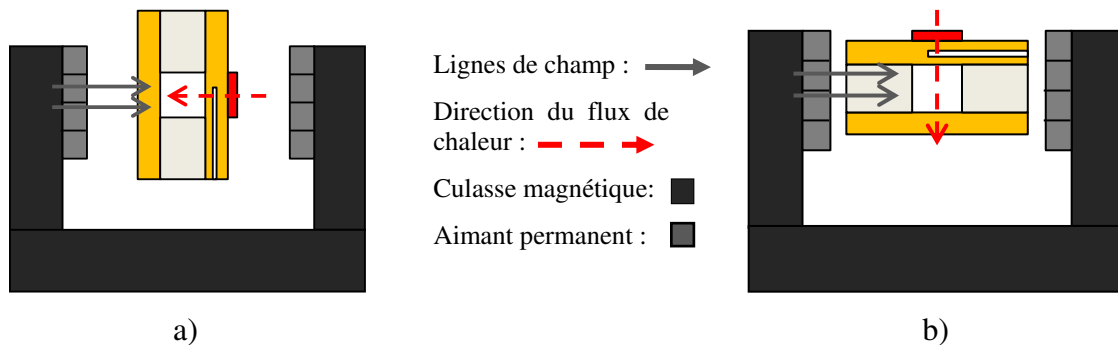 Lignes de champ :
Direction du flux de
chaleur :
Culasse magnétique:
Aimant permanent :
a)
b)